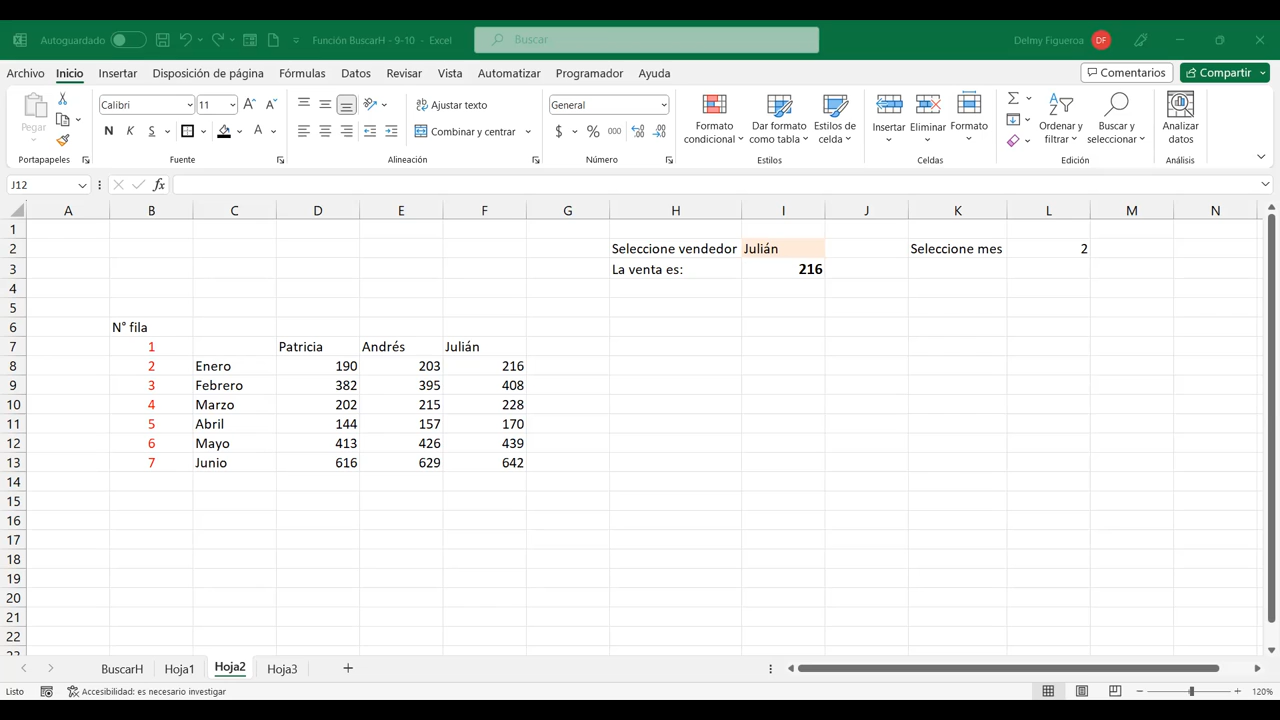 Autoguardado Función BuscarH - 9-10 - Excel Buscar Delmy Figueroa DF
Archivo Inicio Insertar Disposición de página Fórmulas Datos Revisar Vista Automatizar Programador Ayuda Comentarios Compartir
Pegar Calibri 11 Ajustar texto General Formato condicional Dar formato como tabla Estilos de celda Insertar Eliminar Formato Ordenar y filtrar Buscar y seleccionar Analizar datos
N K S A Combinar y centrar $ % 000
Portapapeles Fuente Alineación Número Estilos Celdas Edición Análisis
J12 fx
A B C D E F G H I J K L M N
1
2 Seleccione vendedor Julián Seleccione mes 2
3 La venta es: 216
4
5
6 N° fila
7 1 Patricia Andrés Julián
8 2 Enero 190 203 216
9 3 Febrero 382 395 408
10 4 Marzo 202 215 228
11 5 Abril 144 157 170
12 6 Mayo 413 426 439
13 7 Junio 616 629 642
14
15
16
17
18
19
20
21
22
23
BuscarH Hoja1 Hoja2 Hoja3
Listo Accesibilidad: es necesario investigar 120%